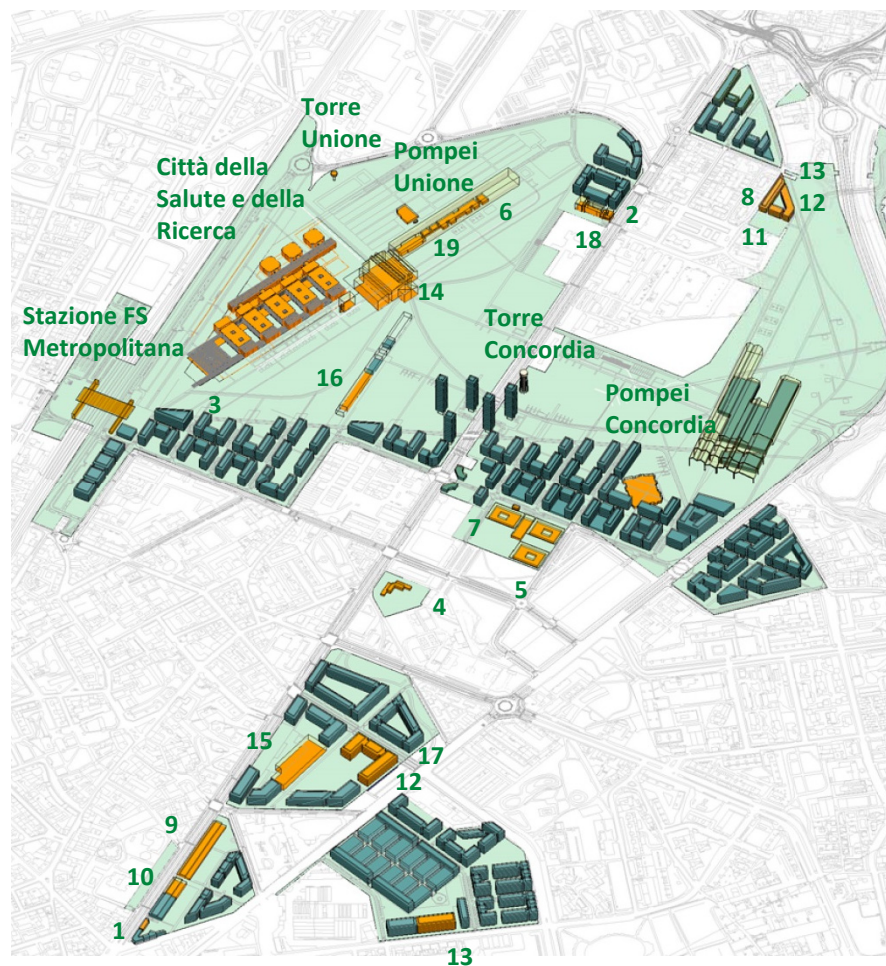 Torre
Unione
Città della
Salute e della
Ricerca
Pompei
Unione
13
8
12
6
2
18
11
19
14
Stazione FS
Metropolitana
Torre
Concordia
16
3
Pompei
Concordia
7
5
4
15
17
12
9
10
1
13